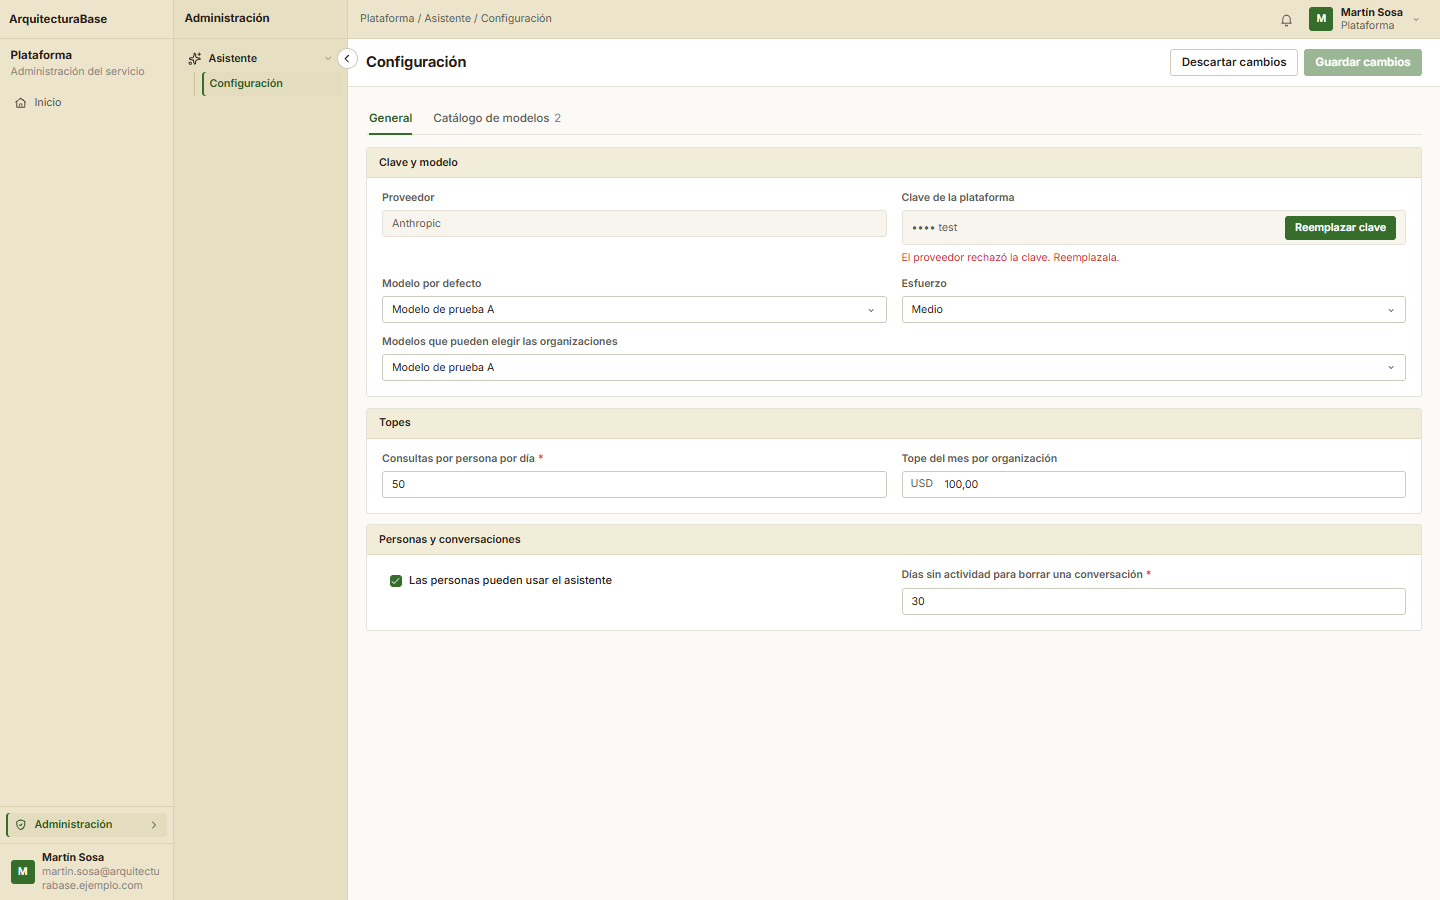 ArquitecturaBase
Plataforma
Administración del servicio
Inicio
Administración
Martín Sosa
martin.sosa@arquitectu
rabase.ejemplo.com
M
Administración
Asistente
Configuración
Plataforma / Asistente / Configuración
M
Martín Sosa
Plataforma
Configuración
Descartar cambios
Guardar cambios
General
Catálogo de modelos 2
Clave y modelo
Proveedor
Anthropic
Clave de la plataforma
•••• test
Reemplazar clave
El proveedor rechazó la clave. Reemplazala.
Modelo por defecto
Modelo de prueba A
Esfuerzo
Medio
Modelos que pueden elegir las organizaciones
Modelo de prueba A
Topes
Consultas por persona por día *
50
Tope del mes por organización
USD 100,00
Personas y conversaciones
Las personas pueden usar el asistente
Días sin actividad para borrar una conversación *
30